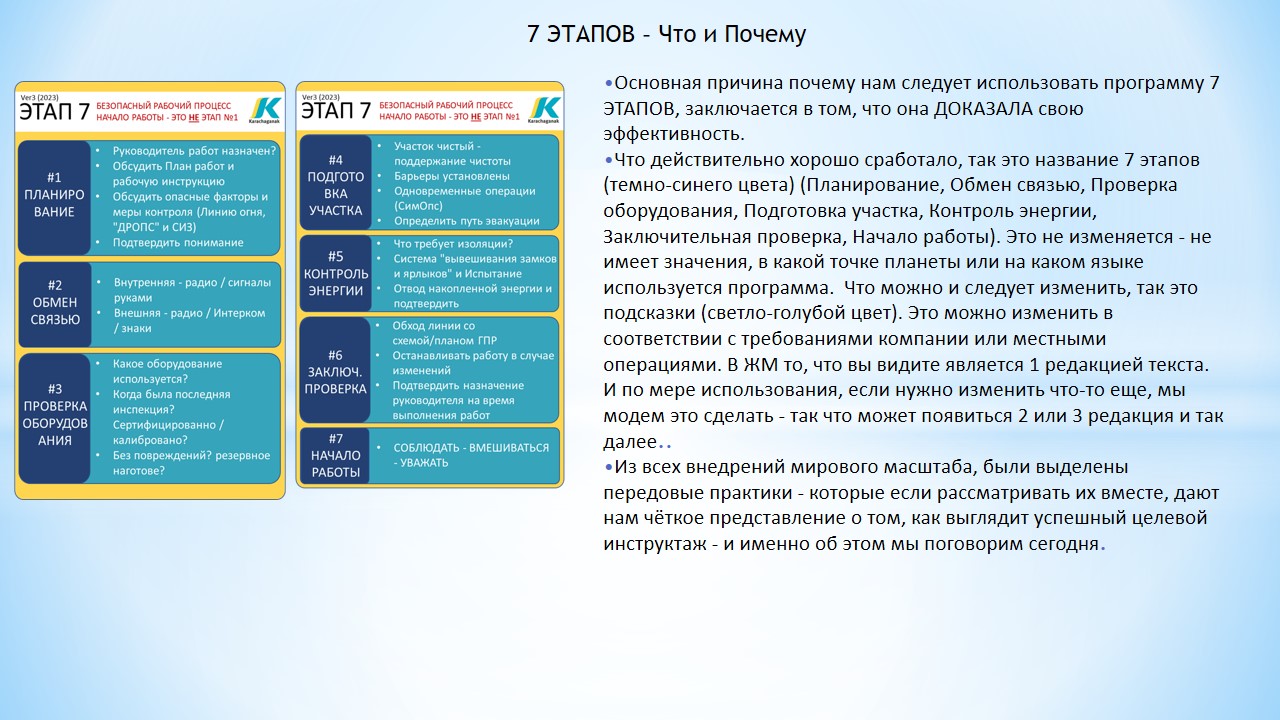 7 ЭТАПОВ – Что и Почему
Ver3 (2023)
ЭТАП 7
БЕЗОПАСНЫЙ РАБОЧИЙ ПРОЦЕСС
НАЧАЛО РАБОТЫ - ЭТО НЕ ЭТАП №1
Karachaganak
#1
ПЛАНИРО
ВАНИЕ
• Руководитель работ назначен?
• Обсудить План работ и
рабочую инструкцию
• Обсудить опасные факторы и
меры контроля (Линию огня,
"ДРОПС" и СИЗ)
• Подтвердить понимание
#2
ОБМЕН
СВЯЗЬЮ
• Внутренняя - радио / сигналы
руками
• Внешняя - радио / Интерком
/ знаки
#3
ПРОВЕРКА
ОБОРУДОВ
АНИЯ
• Какое оборудование
используется?
• Когда была последняя
инспекция?
Сертифицированно /
калибровано?
• Без повреждений? резервное
наготове?
Ver3 (2023)
ЭТАП 7
БЕЗОПАСНЫЙ РАБОЧИЙ ПРОЦЕСС
НАЧАЛО РАБОТЫ - ЭТО НЕ ЭТАП №1
Karachaganak
#4
ПОДГОТО
ВКА
УЧАСТКА
• Участок чистый -
поддержание чистоты
• Барьеры установлены
• Одновременные операции
(СимОпс)
• Определить путь эвакуации
#5
КОНТРОЛЬ
ЭНЕРГИИ
• Что требует изоляции?
• Система "вывешивания замков
и ярлыков" и Испытание
• Отвод накопленной энергии и
подтвердить
#6
ЗАКЛЮЧ.
ПРОВЕРКА
• Обход линии со
схемой/планом ГПР
• Останавливать работу в случае
изменений
• Подтвердить назначение
руководителя на время
выполнения работ
#7
НАЧАЛО
РАБОТЫ
• СОБЛЮДАТЬ - ВМЕШИВАТЬСЯ
- УВАЖАТЬ
•Основная причина почему нам следует использовать программу 7
ЭТАПОВ, заключается в том, что она ДОКАЗАЛА свою
эффективность.
•Что действительно хорошо сработало, так это название 7 этапов
(темно-синего цвета) (Планирование, Обмен связью, Проверка
оборудования, Подготовка участка, Контроль энергии,
Заключительная проверка, Начало работы). Это не изменяется - не
имеет значения, в какой точке планеты или на каком языке
используется программа. Что можно и следует изменить, так это
подсказки (светло-голубой цвет). Это можно изменить в
соответствии с требованиями компании или местными
операциями. В ЖМ то, что вы видите является 1 редакцией текста.
И по мере использования, если нужно изменить что-то еще, мы
модем это сделать - так что может появиться 2 или 3 редакция и так
далее..
•Из всех внедрений мирового масштаба, были выделены
передовые практики - которые если рассматривать их вместе, дают
нам чёткое представление о том, как выглядит успешный целевой
инструктаж - и именно об этом мы поговорим сегодня.